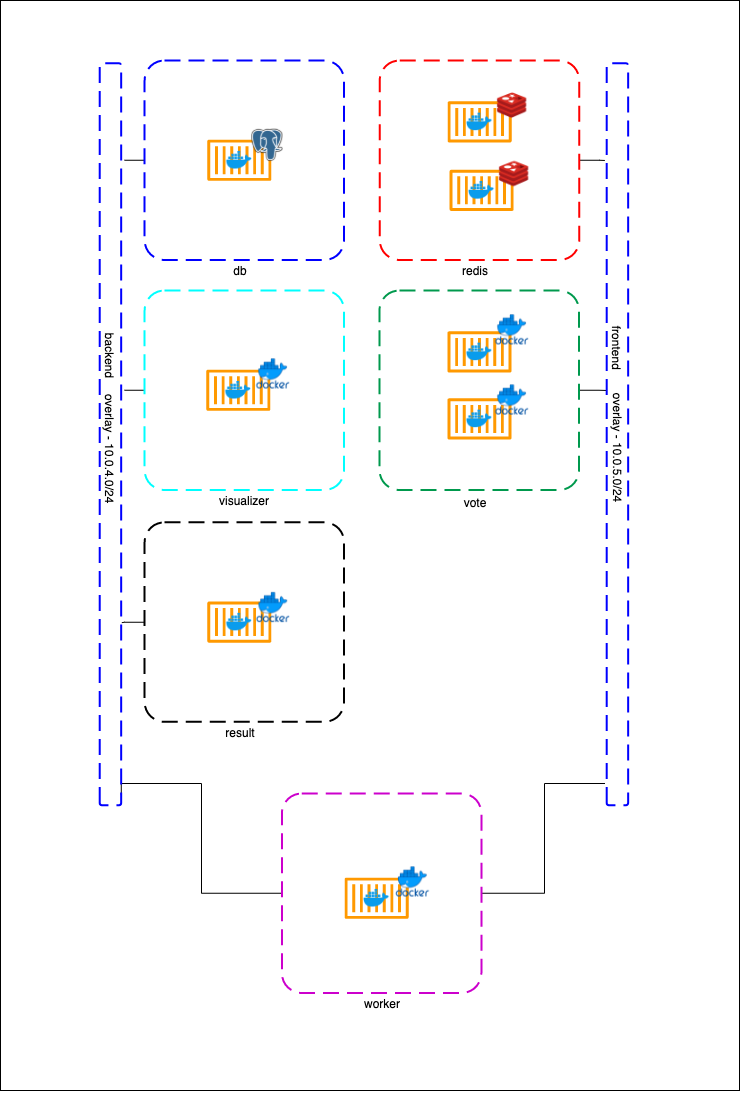 db
redis
backend overlay - 10.0.4.0/24
frontend overlay - 10.0.5.0/24
docker
docker
docker
visualizer
vote
docker
result
docker
worker